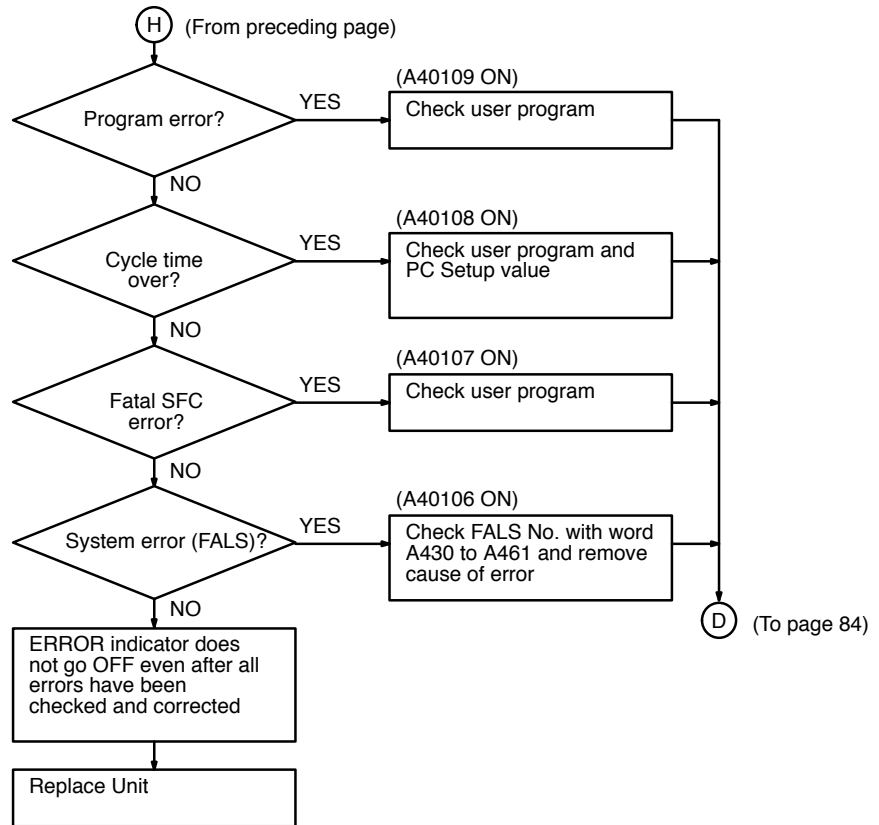 H (From preceding page)
(A40109 ON)
Program error?
YES
Check user program
NO
(A40108 ON)
Cycle time
over?
YES
Check user program and
PC Setup value
NO
(A40107 ON)
Fatal SFC
error?
YES
Check user program
NO
(A40106 ON)
System error (FALS)?
YES
Check FALS No. with word
A430 to A461 and remove
cause of error
NO
D (To page 84)
ERROR indicator does
not go OFF even after all
errors have been
checked and corrected
Replace Unit